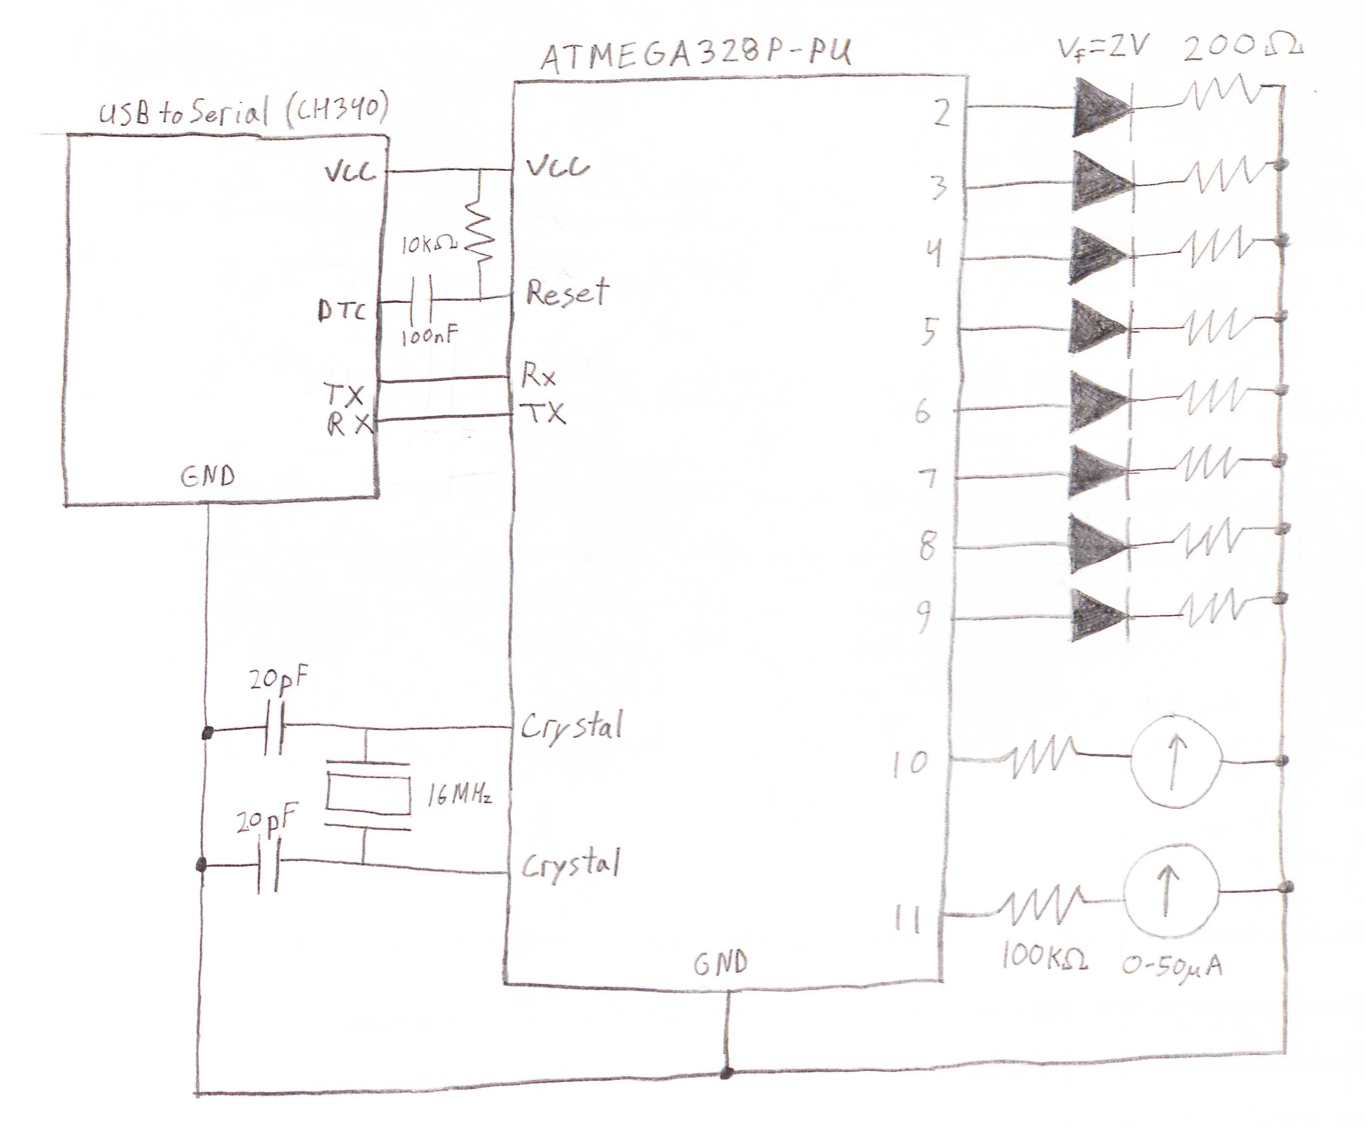 ATMEGA328P-PU
Vf=2V 200Ω
USB to Serial (CH340)
VCC
VCC
10kΩ
DTC
Reset
100nF
TX
Rx
RX
TX
GND
2
3
4
5
6
7
8
9
10
11
20pF
Crystal
16MHz
20pF
Crystal
100KΩ
0-50μA
GND